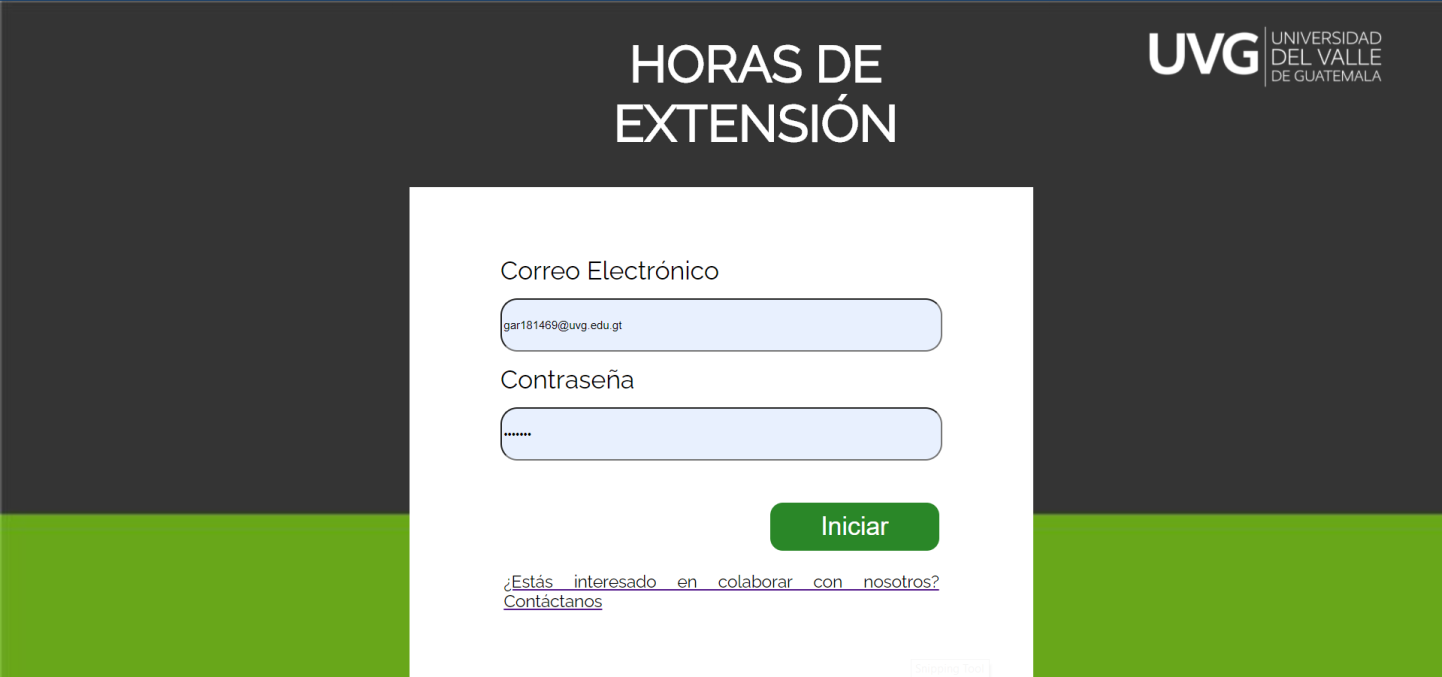 HORAS DE
EXTENSIÓN
UVG
UNIVERSIDAD
DEL VALLE
DE GUATEMALA
Correo Electrónico
gar181469@uvg.edu.gt
Contraseña
•••••••
Iniciar
¿Estás interesado en colaborar con nosotros?
Contáctanos
Snipping Tool